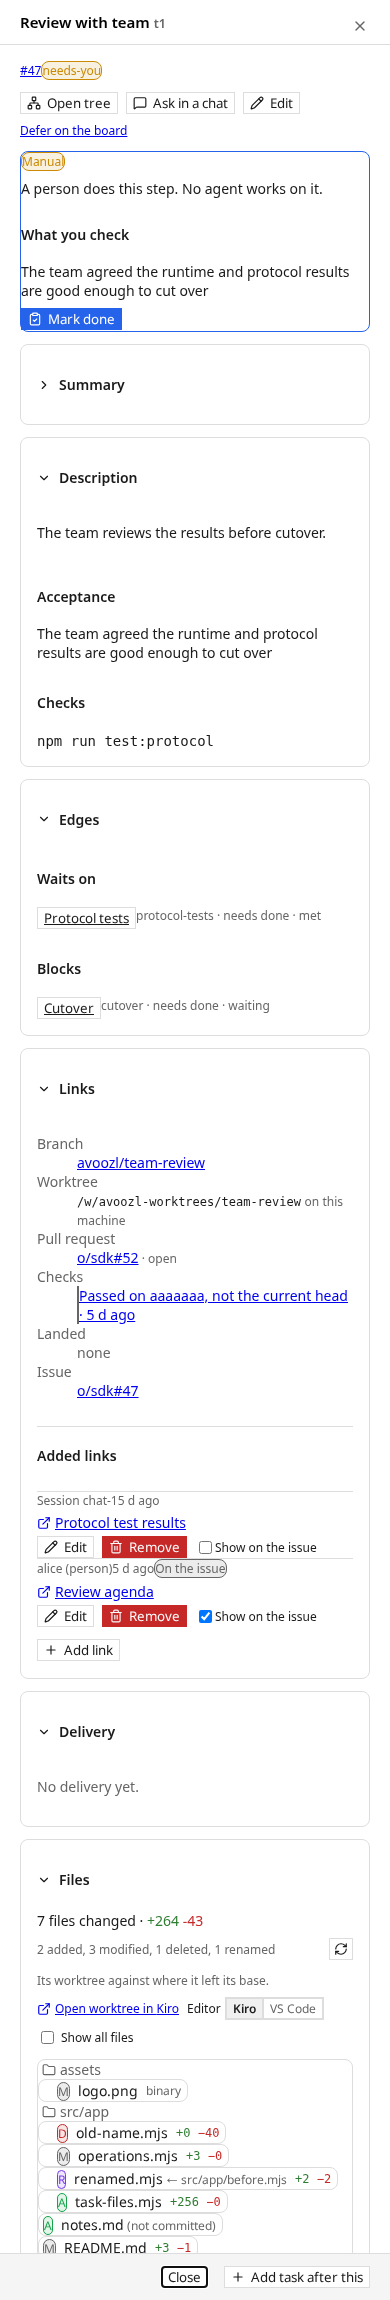 Review with team t1
#47 needs-you
Open tree Ask in a chat Edit
Defer on the board
Manual
A person does this step. No agent works on it.
What you check
The team agreed the runtime and protocol results
are good enough to cut over
Mark done
Summary
Description
The team reviews the results before cutover.
Acceptance
The team agreed the runtime and protocol
results are good enough to cut over
Checks
npm run test:protocol
Edges
Waits on
Protocol tests protocol-tests · needs done · met
Blocks
Cutover cutover · needs done · waiting
Links
Branch
avoozl/team-review
Worktree
/w/avoozl-worktrees/team-review on this
machine
Pull request
o/sdk#52 · open
Checks
Passed on aaaaaaa, not the current head
· 5 d ago
Landed
none
Issue
o/sdk#47
Added links
Session chat-15 d ago
Protocol test results
Edit Remove Show on the issue
alice (person)5 d ago On the issue
Review agenda
Edit Remove Show on the issue
Add link
Delivery
No delivery yet.
Files
7 files changed · +264 -43
2 added, 3 modified, 1 deleted, 1 renamed
Its worktree against where it left its base.
Open worktree in Kiro Editor Kiro VS Code
Show all files
assets
M logo.png binary
src/app
D old-name.mjs +0 −40
M operations.mjs +3 −0
R renamed.mjs ← src/app/before.mjs +2 −2
A task-files.mjs +256 −0
A notes.md (not committed)
M README.md +3 −1
Close Add task after this